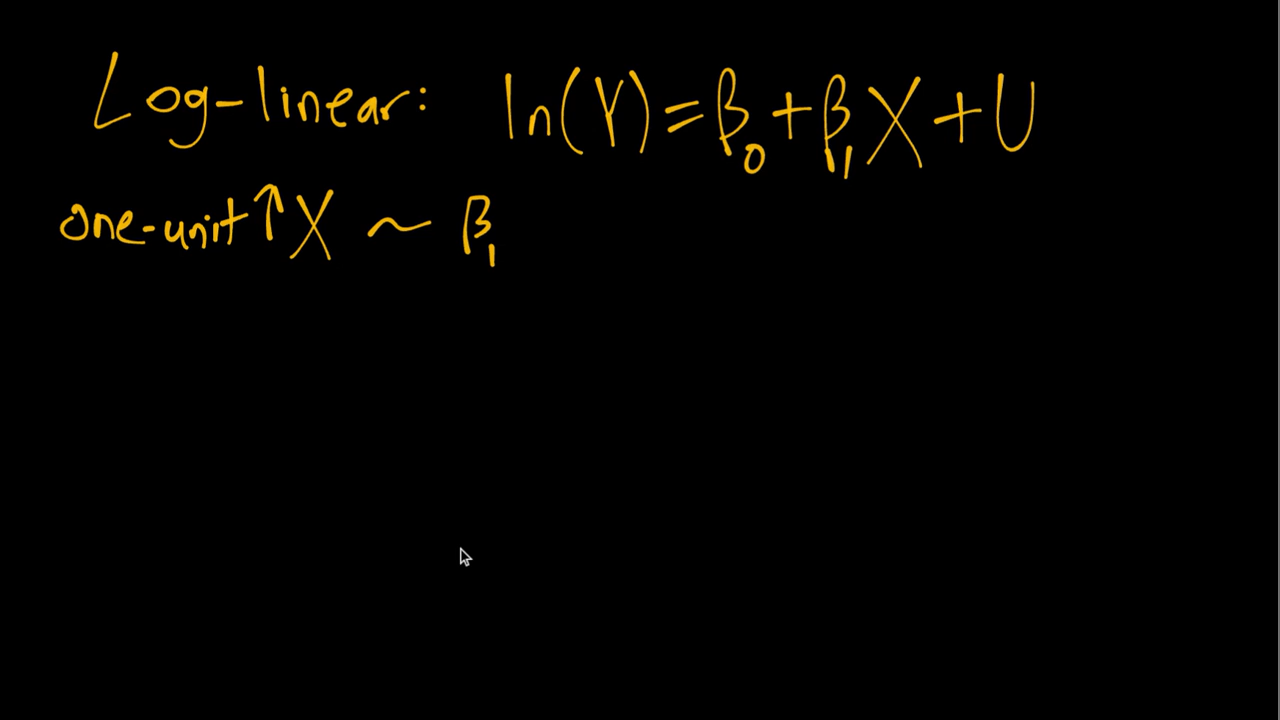 Log-linear: ln(Y)=β₀+β₁X+U
one-unit↑X ~ β₁